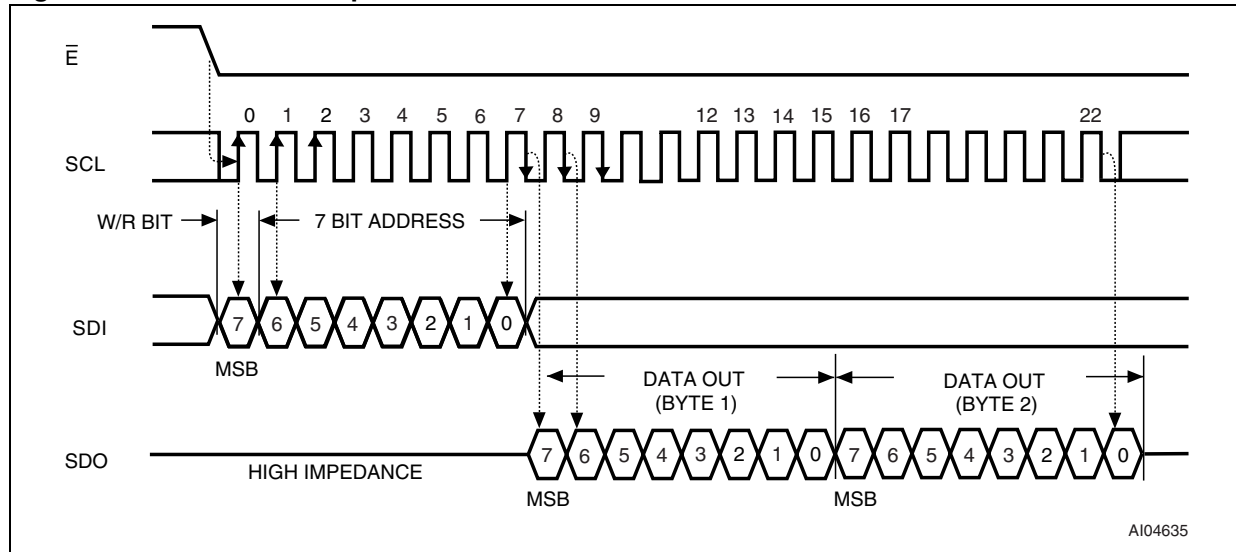 Ē
0 1 2 3 4 5 6 7 8 9 12 13 14 15 16 17 22
SCL
W/R BIT 7 BIT ADDRESS
SDI 7 6 5 4 3 2 1 0
MSB
DATA OUT
(BYTE 1)
DATA OUT
(BYTE 2)
SDO HIGH IMPEDANCE 7 6 5 4 3 2 1 0 7 6 5 4 3 2 1 0
MSB MSB
AI04635